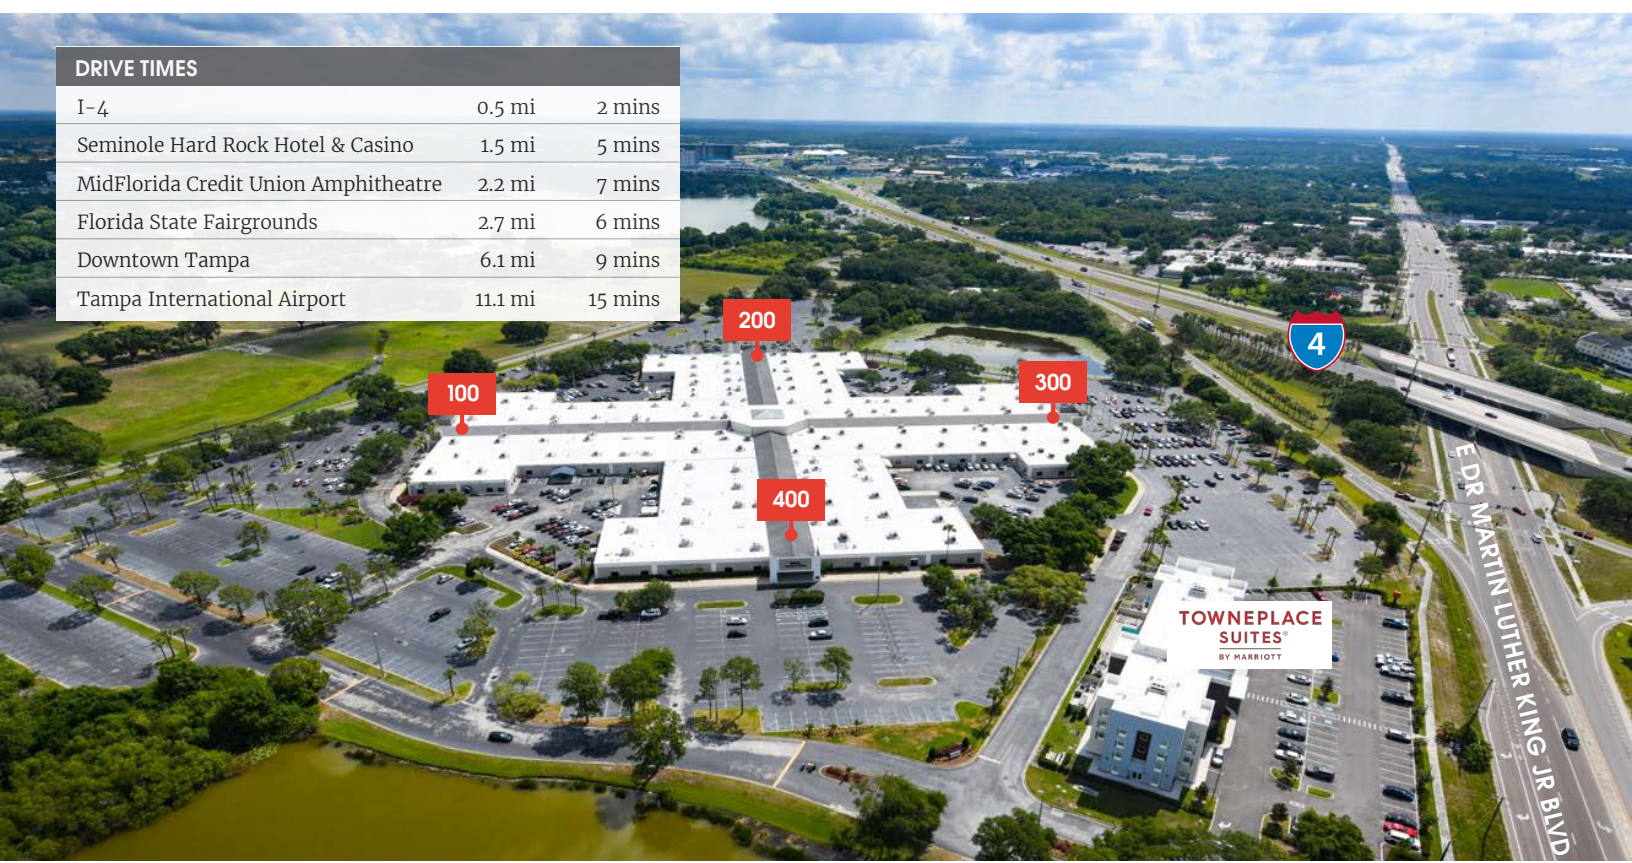 DRIVE TIMES
I-4 0.5 mi 2 mins
Seminole Hard Rock Hotel & Casino 1.5 mi 5 mins
MidFlorida Credit Union Amphitheatre 2.2 mi 7 mins
Florida State Fairgrounds 2.7 mi 6 mins
Downtown Tampa 6.1 mi 9 mins
Tampa International Airport 11.1 mi 15 mins
200
300
100
400
4
E DR MARTIN LUTHER KING JR BLVD
TOWNEPLACE
SUITES®
BY MARRIOTT